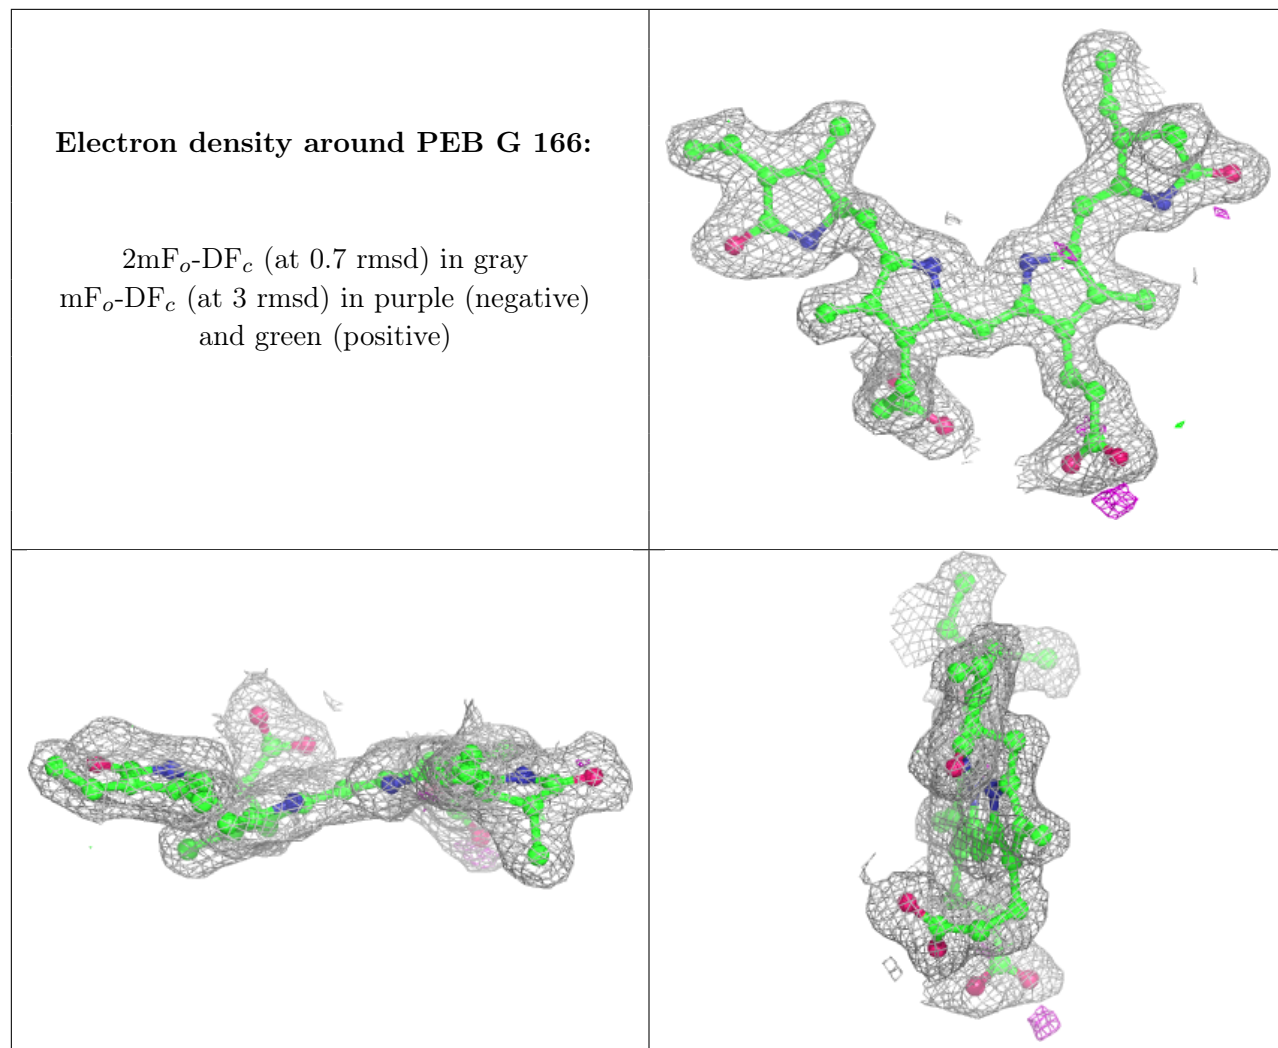 Electron density around PEB G 166:
2mFo-DFc (at 0.7 rmsd) in gray
mFo-DFc (at 3 rmsd) in purple (negative)
and green (positive)